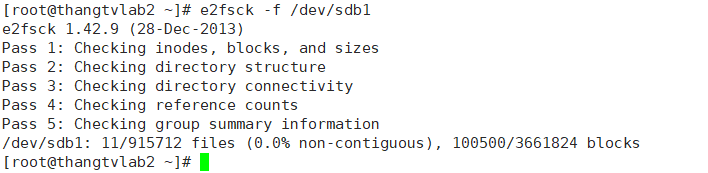 [root@thangtvlab2 ~]# e2fsck -f /dev/sdb1
e2fsck 1.42.9 (28-Dec-2013)
Pass 1: Checking inodes, blocks, and sizes
Pass 2: Checking directory structure
Pass 3: Checking directory connectivity
Pass 4: Checking reference counts
Pass 5: Checking group summary information
/dev/sdb1: 11/915712 files (0.0% non-contiguous), 100500/3661824 blocks
[root@thangtvlab2 ~]#